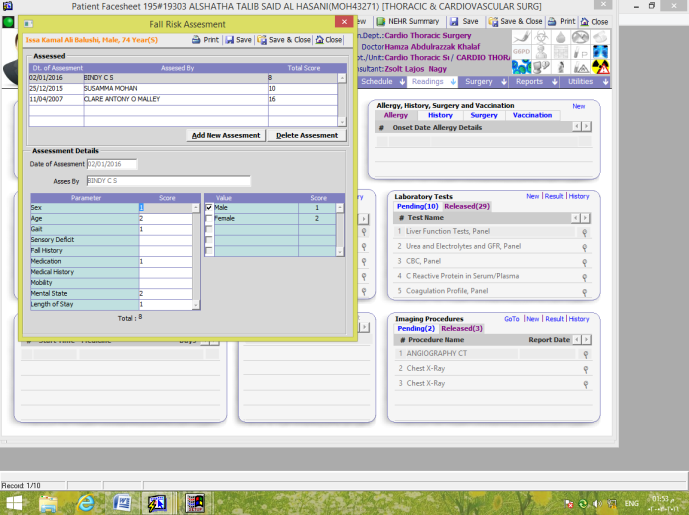 Patient Facesheet 195#19303 ALSHATHA TALIB SAID AL HASANI(MOH43271) [THORACIC & CARDIOVASCULAR SURG]
Fall Risk Assesment
NEHR Summary Save Save & Close Print Close
Issa Kamal Ali Balushi, Male, 74 Year(S) Print Save Save & Close Close
Dept.:Cardio Thoracic Surgery
Doctor Hamza Abdulrazzak Khalaf
/Unit:Cardio Thoracic Su / CARDIO THORA
sultant:Zsolt Lajos Nagy
Schedule Readings Surgery Reports Utilities
Assessed
Dt. of Assesment Assesed By Total Score
02/01/2016 BINDY C S 8
25/12/2015 SUSAMMA MOHAN 10
11/04/2007 CLARE ANTONY O MALLEY 16
Add New Assesment Delete Assesment
Assessment Details
Date of Assesment 02/01/2016
Asses By BINDY C S
Parameter Score Value Score
Sex 1 Male 1
Age 2 Female 2
Gait 1
Sensory Deficit
Fall History
Medication 1
Medical History
Mobility
Mental State 2
Length of Stay 1
Total : 8
Allergy, History, Surgery and Vaccination New
Allergy History Surgery Vaccination
# Onset Date Allergy Details
Laboratory Tests New | Result | History
Pending(10) Released(29)
# Test Name
1 Liver Function Tests, Panel
2 Urea and Electrolytes and GFR, Panel
3 CBC, Panel
4 C Reactive Protein in Serum/Plasma
5 Coagulation Profile, Panel
Imaging Procedures GoTo | New | Result | History
Pending(2) Released(3)
# Procedure Name Report Date
1 ANGIOGRAPHY CT
2 Chest X-Ray
3 Chest X-Ray
# Start Time Medicine Days
Record: 1/10
ENG